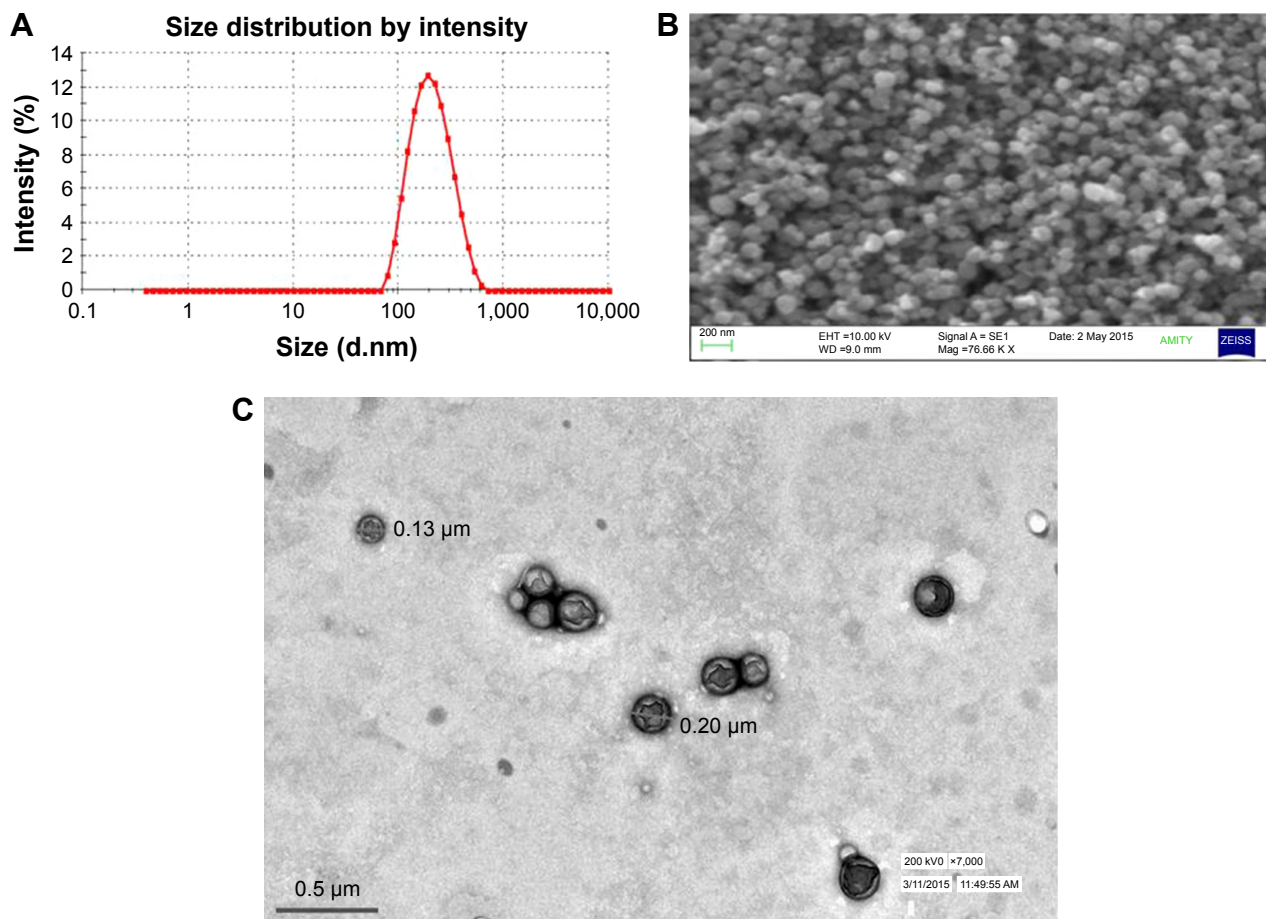 A
Size distribution by intensity
14
12
10
8
6
4
2
0
0.1 1 10 100 1,000 10,000
Intensity (%)
Size (d.nm)
B
200 nm
EHT =10.00 kV Signal A = SE1 Date: 2 May 2015 AMITY ZEISS
WD =9.0 mm Mag =76.66 K X
C
0.13 µm
0.20 µm
0.5 µm
200 kV0 ×7,000
3/11/2015 11:49:55 AM